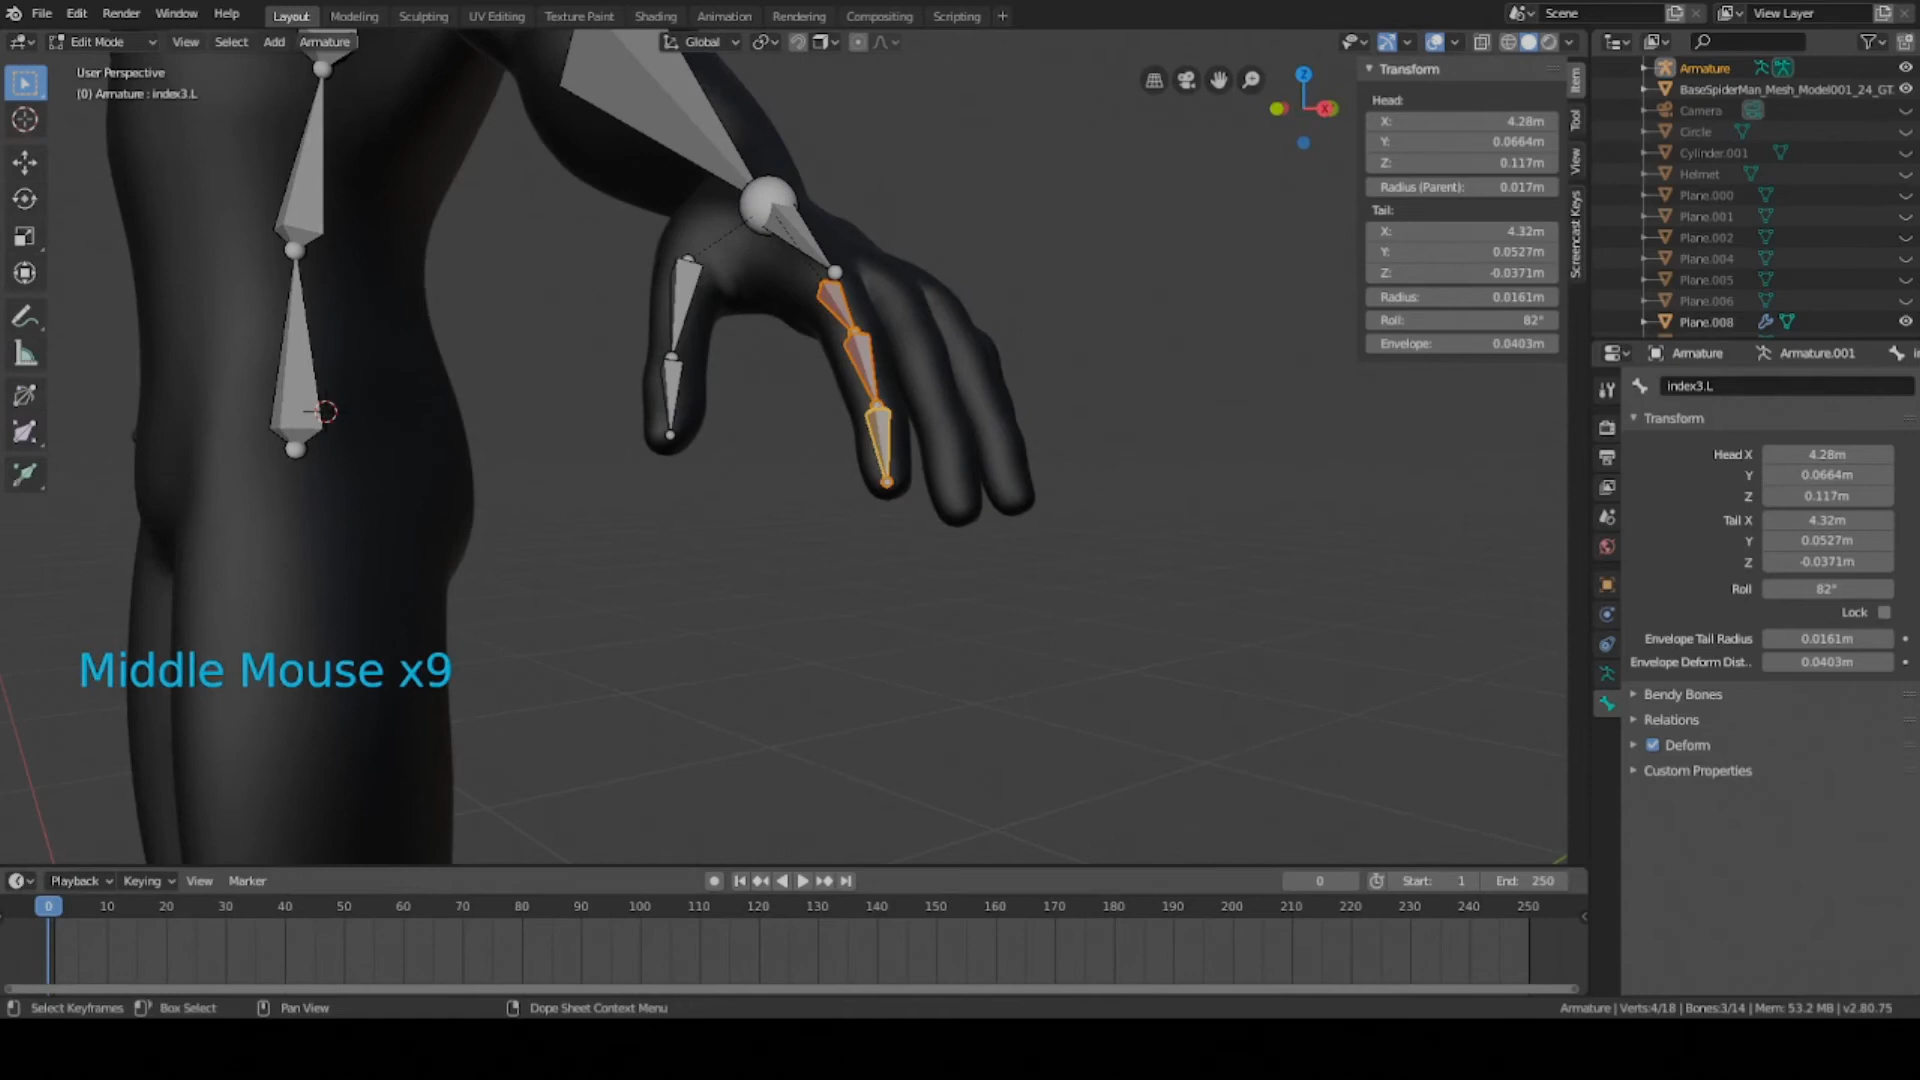 File Edit Render Window Help Layout Modeling Sculpting UV Editing Texture Paint Shading Animation Rendering Compositing Scripting + Scene View Layer
Edit Mode View Select Add Armature Global
User Perspective
(0) Armature : index3.L
Transform
Head:
X: 4.28m
Y: 0.0664m
Z: 0.117m
Radius (Parent): 0.017m
Tail:
X: 4.32m
Y: 0.0527m
Z: -0.0371m
Radius: 0.0161m
Roll: 82°
Envelope: 0.0403m
Item
Tool
View
Screencast Keys
Z
X
Armature
BaseSpiderMan_Mesh_Model001_24_GT
Camera
Circle
Cylinder.001
Helmet
Plane.000
Plane.001
Plane.002
Plane.004
Plane.005
Plane.006
Plane.008
Armature Armature.001
index3.L
Transform
Head X 4.28m
Y 0.0664m
Z 0.117m
Tail X 4.32m
Y 0.0527m
Z -0.0371m
Roll 82°
Lock
Envelope Tail Radius 0.0161m
Envelope Deform Dist.. 0.0403m
Bendy Bones
Relations
Deform
Custom Properties
Middle Mouse x9
Playback Keying View Marker 0 Start: 1 End: 250
0 10 20 30 40 50 60 70 80 90 100 110 120 130 140 150 160 170 180 190 200 210 220 230 240 250
Select Keyframes Box Select Pan View Dope Sheet Context Menu Armature | Verts:4/18 | Bones:3/14 | Mem: 53.2 MB | v2.80.75